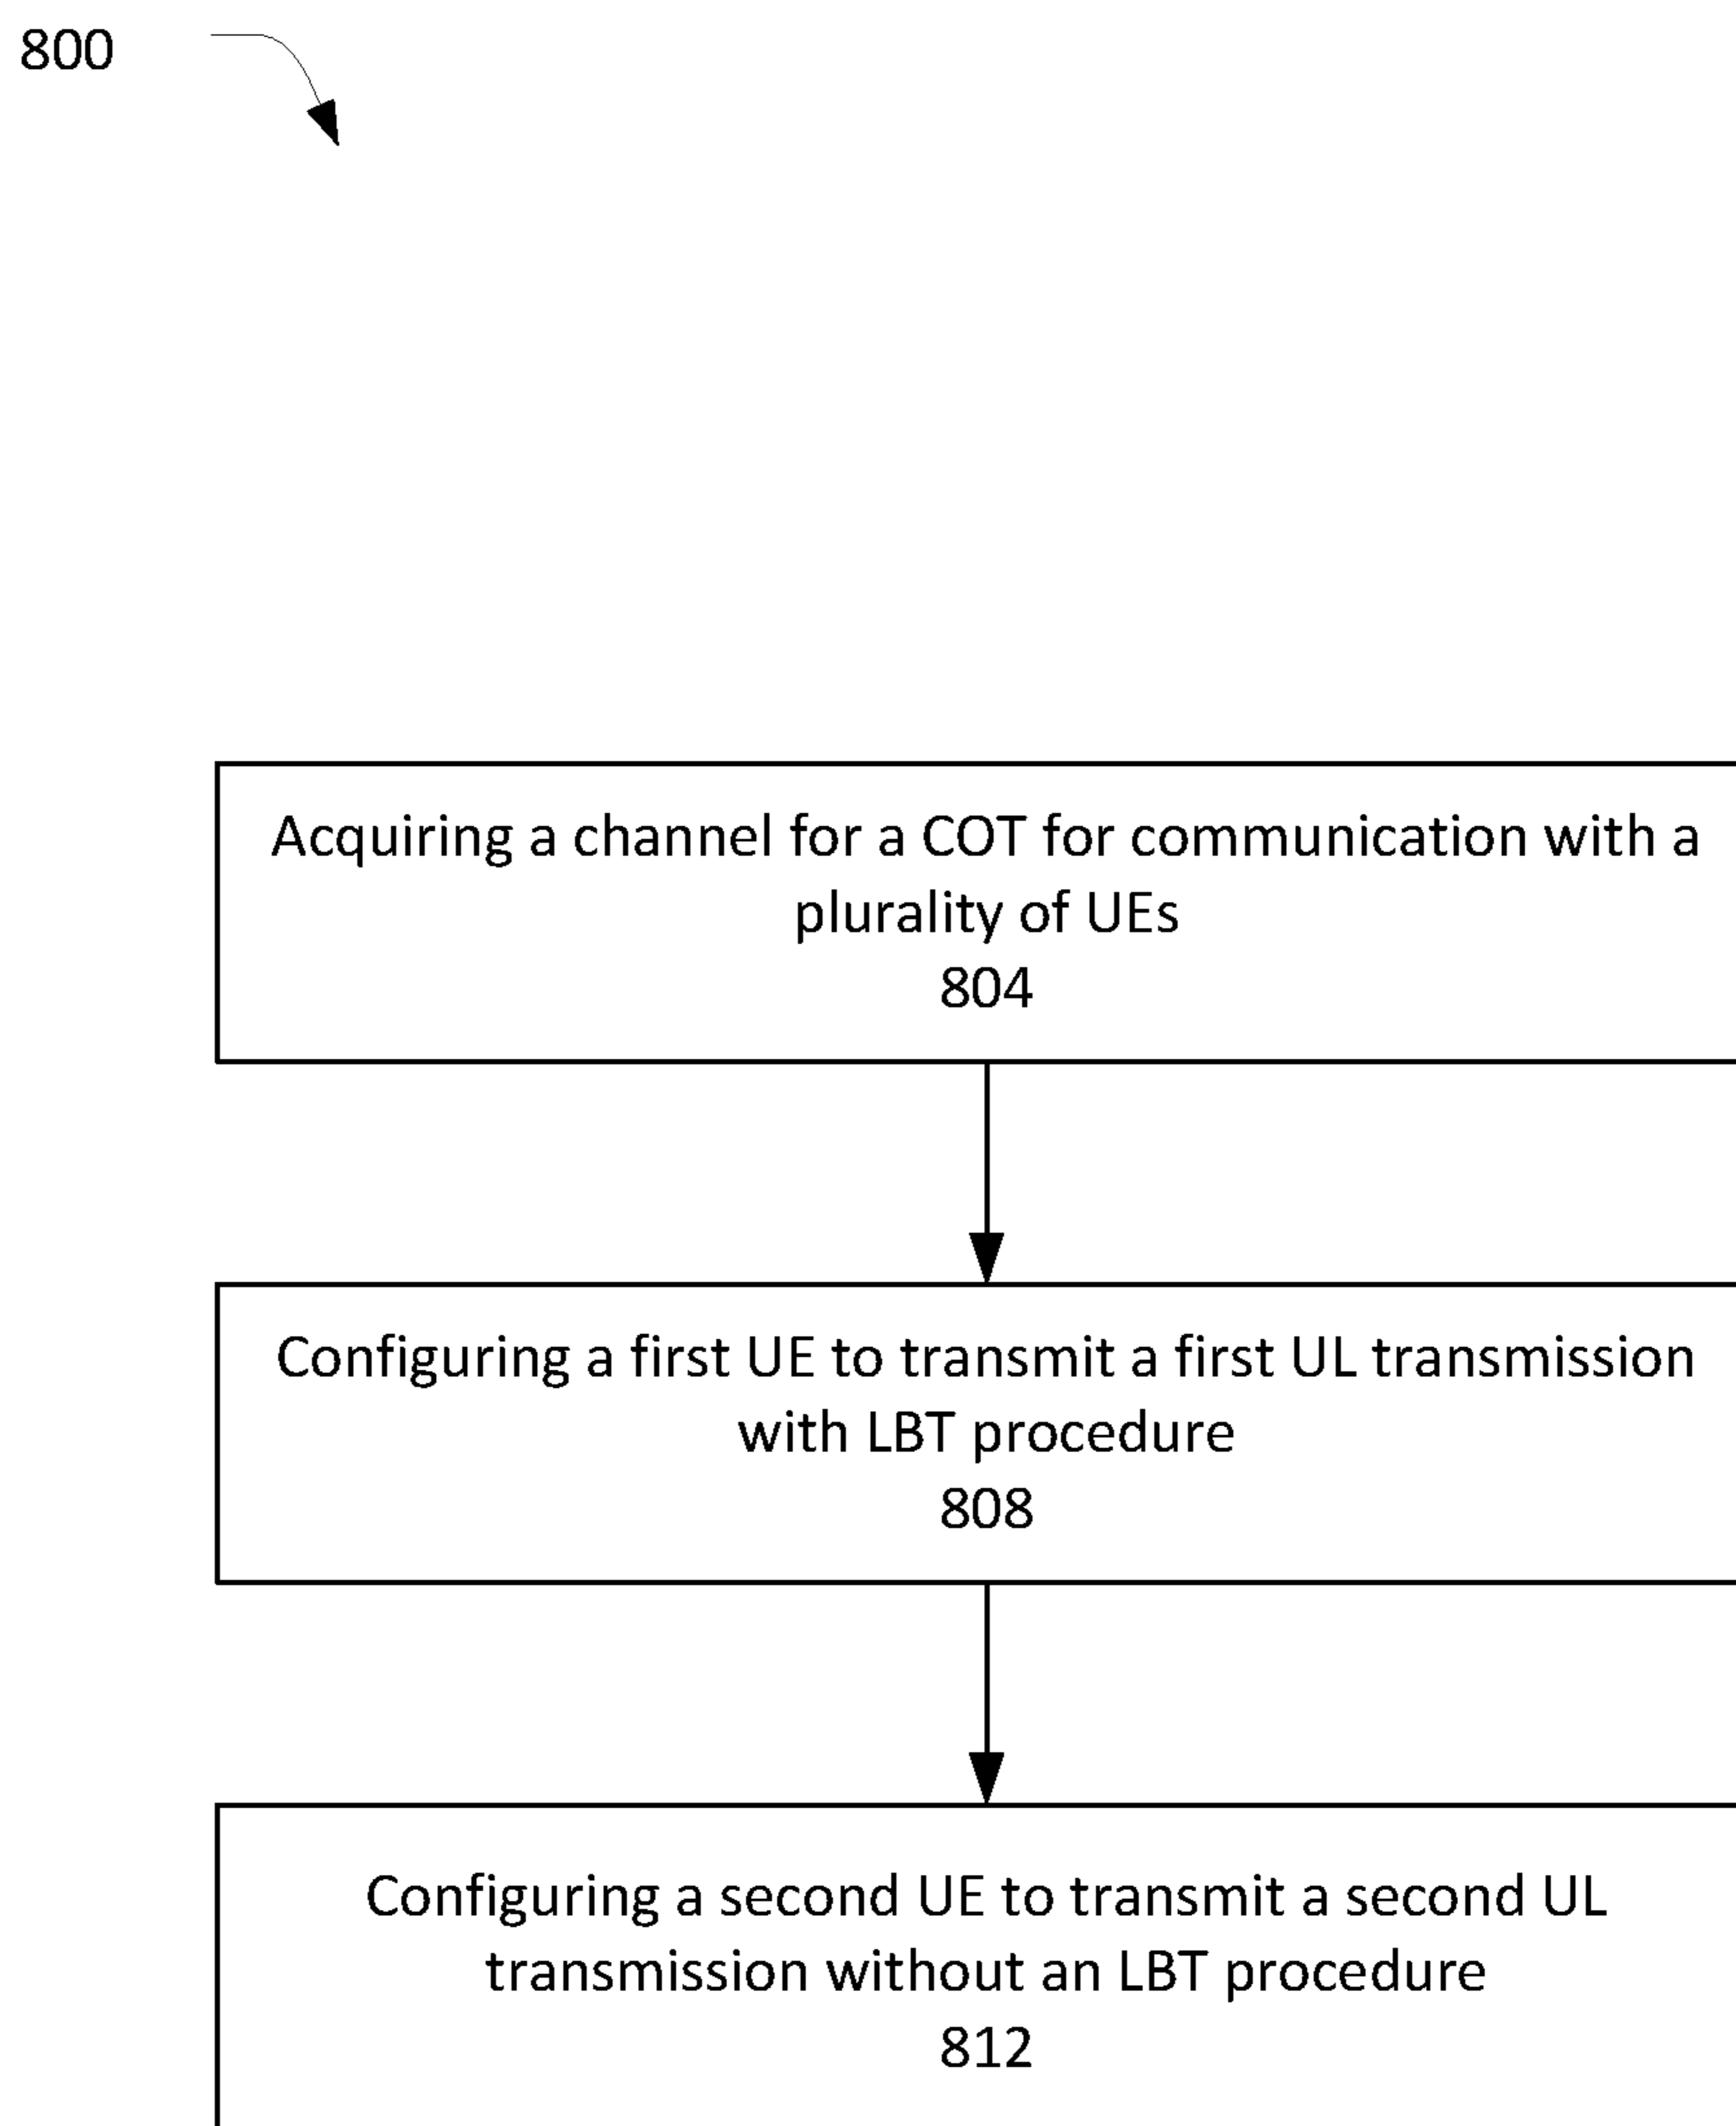 800
Acquiring a channel for a COT for communication with a
plurality of UEs
804
Configuring a first UE to transmit a first UL transmission
with LBT procedure
808
Configuring a second UE to transmit a second UL
transmission without an LBT procedure
812